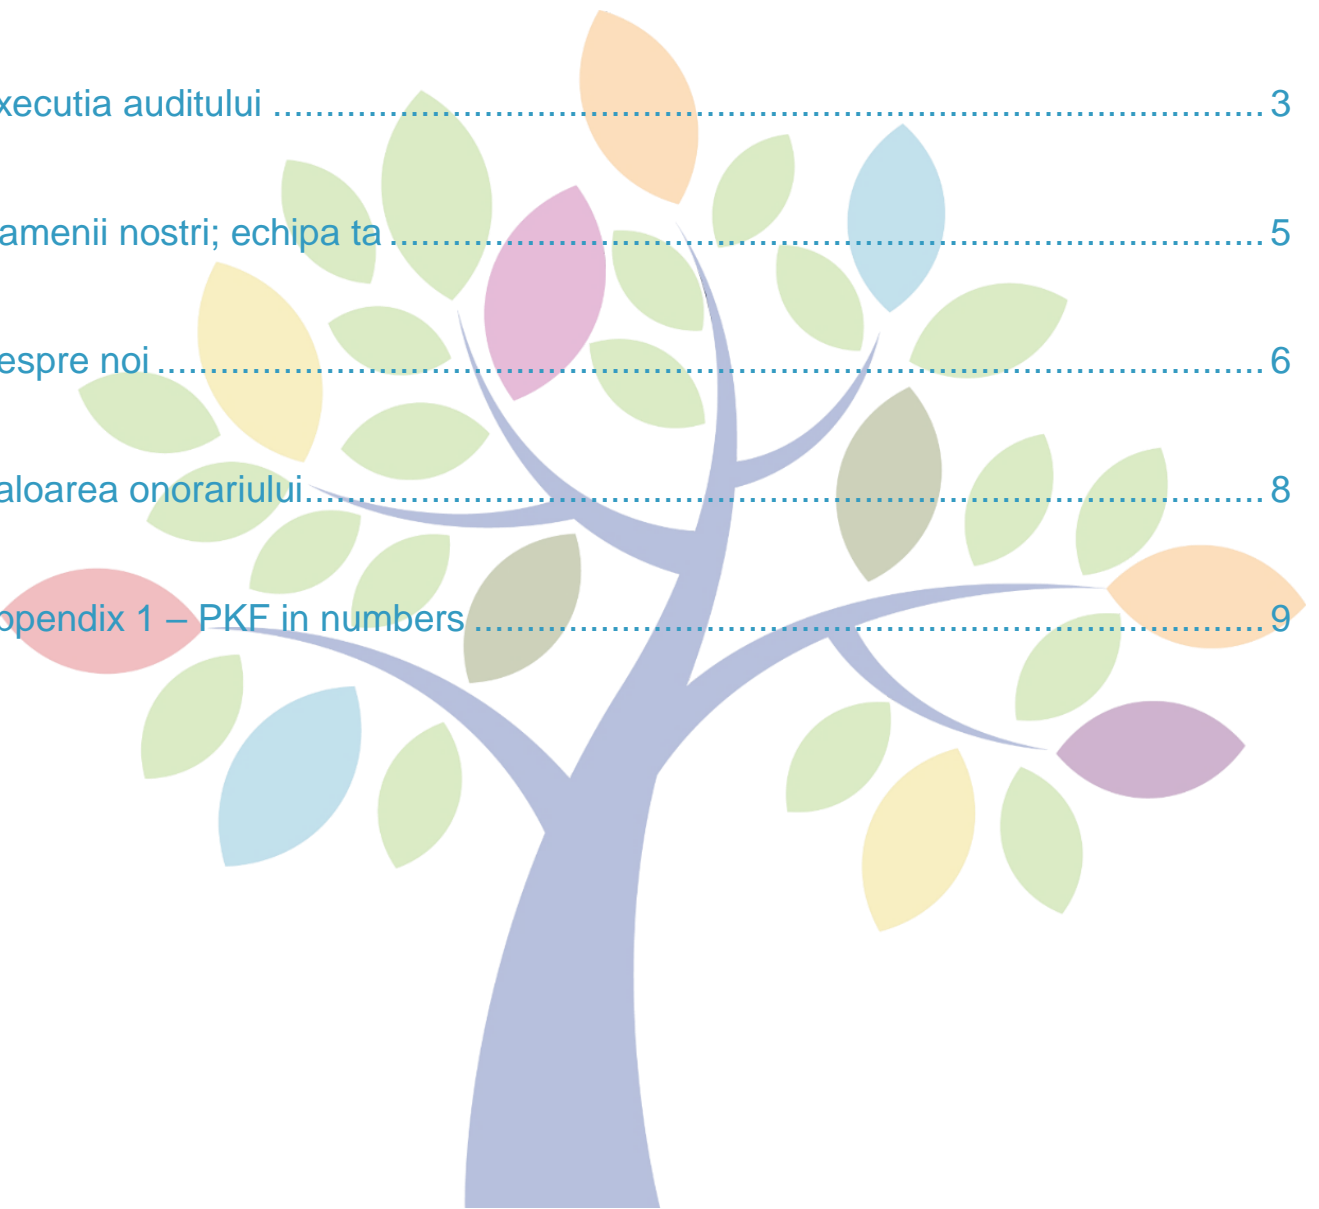 xecutia auditului ........................................................................................................ 3
amenii nostri; echipa ta ............................................................................................ 5
espre noi .................................................................................................................... 6
aloarea onorariului..................................................................................................... 8
ppendix 1 – PKF in numbers ................................................................................... 9